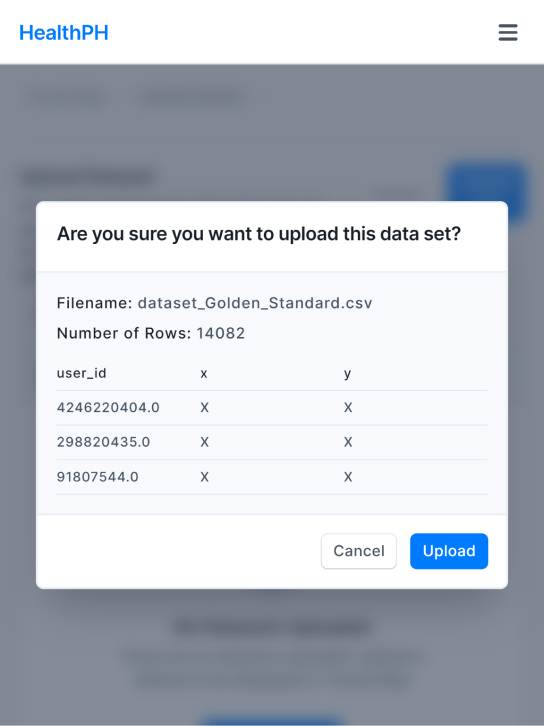 HealthPH
Are you sure you want to upload this data set?
Filename: dataset_Golden_Standard.csv
Number of Rows: 14082
user_id x y
4246220404.0 X X
298820435.0 X X
91807544.0 X X
Cancel Upload